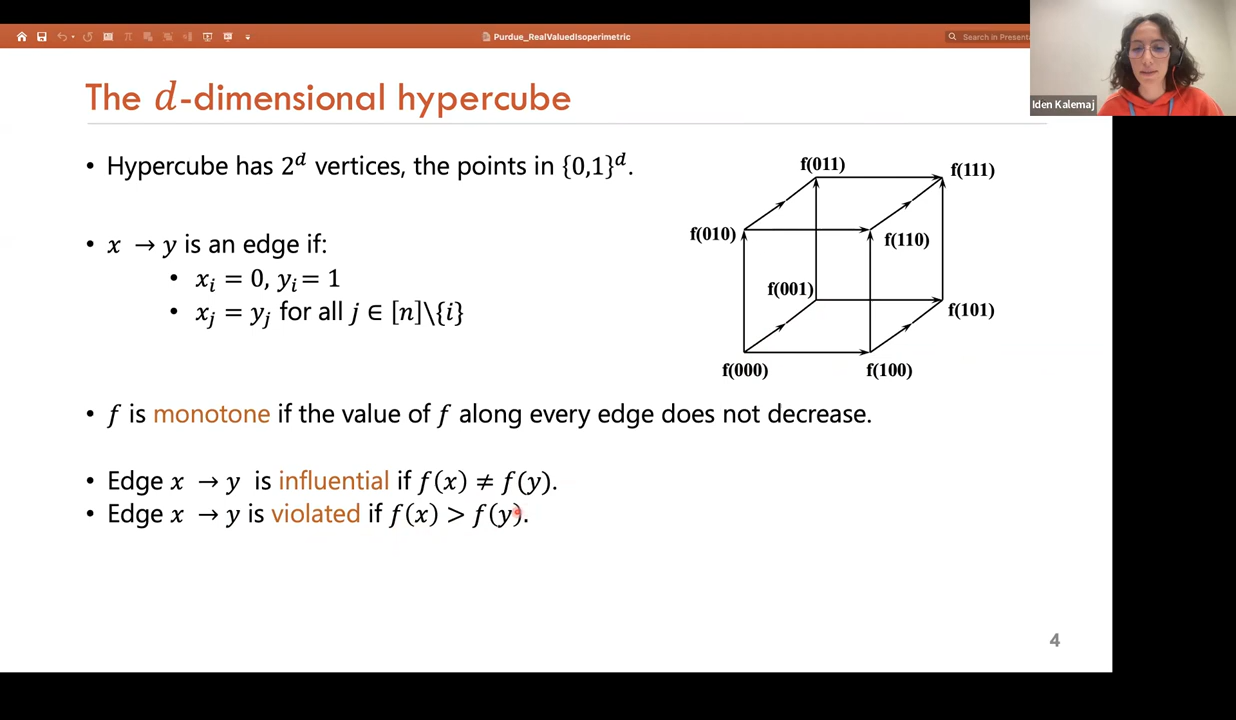 Purdue_RealValuedIsoperimetric
Search in Presenta
Iden Kalemaj
The d-dimensional hypercube
• Hypercube has 2^d vertices, the points in {0,1}^d.
• x → y is an edge if:
• x_i = 0, y_i = 1
• x_j = y_j for all j ∈ [n]\{i}
f(011)
f(111)
f(010)
f(110)
f(001)
f(101)
f(000)
f(100)
• f is monotone if the value of f along every edge does not decrease.
• Edge x → y is influential if f(x) ≠ f(y).
• Edge x → y is violated if f(x) > f(y).
4